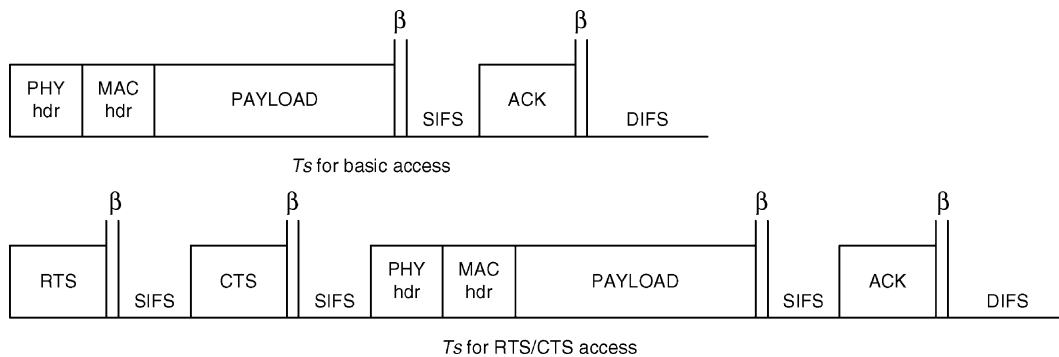 β β
PHY hdr MAC hdr PAYLOAD SIFS ACK DIFS
Ts for basic access
β β β β
RTS SIFS CTS SIFS PHY hdr MAC hdr PAYLOAD SIFS ACK DIFS
Ts for RTS/CTS access